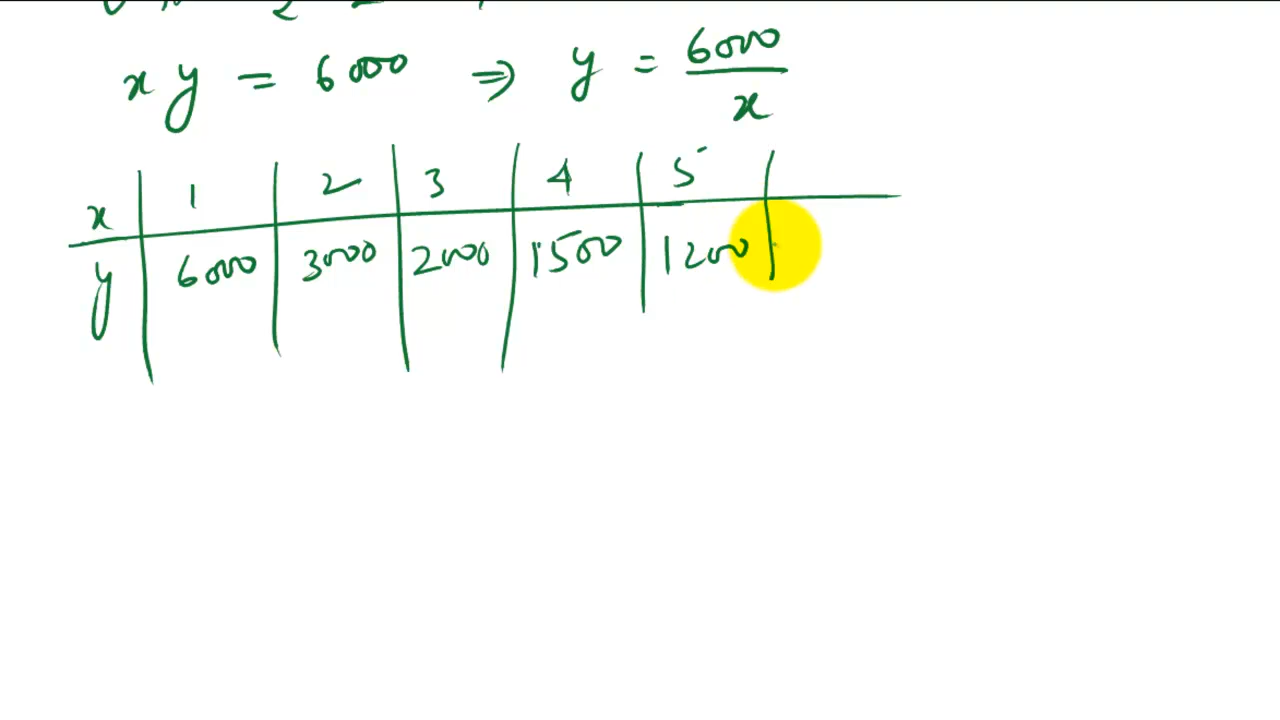 xy = 6000 ⇒ y = 6000/x
x | 1 | 2 | 3 | 4 | 5 |
y | 6000 | 3000 | 2000 | 1500 | 1200 |